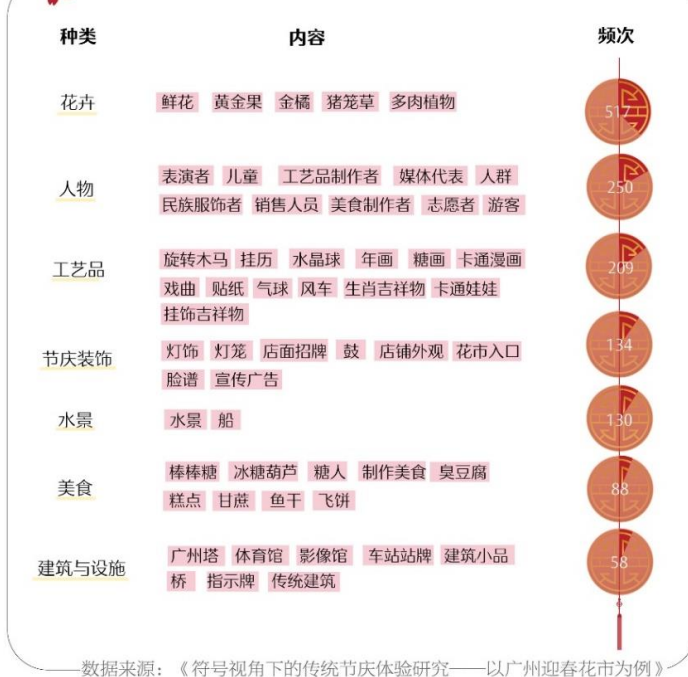 种类 内容 频次
花卉 鲜花 黄金果 金橘 猪笼草 多肉植物 517
表演者 儿童 工艺品制作者 媒体代表 人群
人物 250
民族服饰者 销售人员 美食制作者 志愿者 游客
旋转木马 挂历 水晶球 年画 糖画 卡通漫画
工艺品 209
戏曲 贴纸 气球 风车 生肖吉祥物 卡通娃娃
挂饰吉祥物
灯饰 灯笼 店面招牌 鼓 店铺外观 花市入口
节庆装饰 134
脸谱 宣传广告
水景 水景 船 130
棒棒糖 冰糖葫芦 糖人 制作美食 臭豆腐
美食 88
糕点 甘蔗 鱼干 飞饼
广州塔 体育馆 影像馆 车站站牌 建筑小品
建筑与设施 58
桥 指示牌 传统建筑
数据来源：《符号视角下的传统节庆体验研究——以广州迎春花市为例》